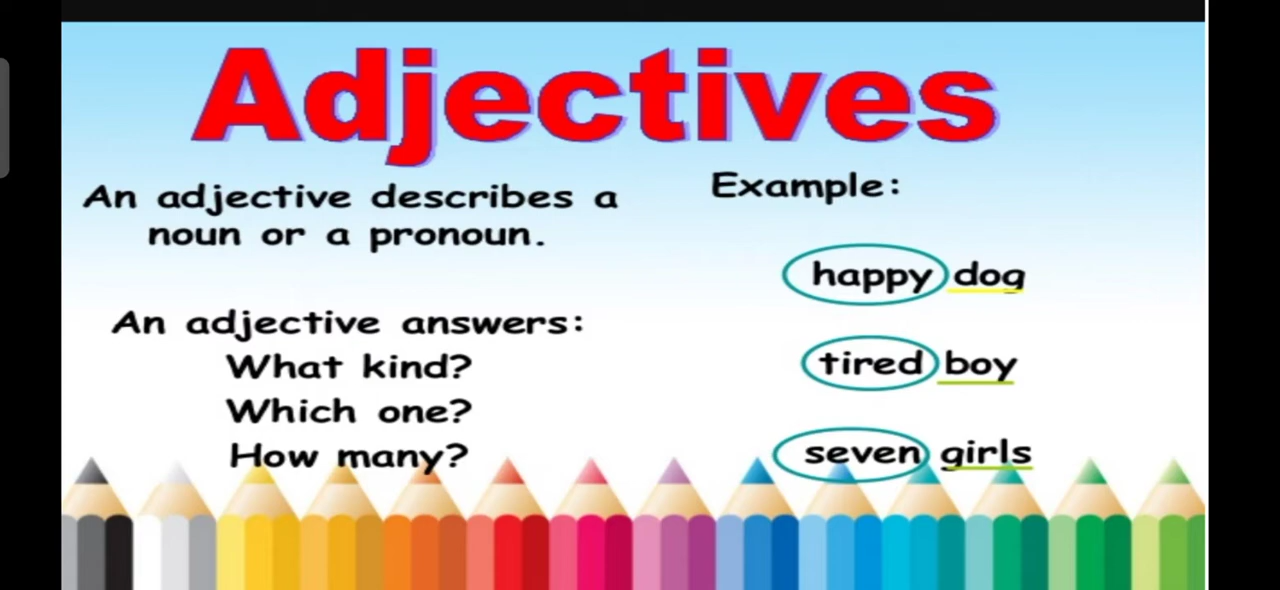 Adjectives
An adjective describes a
noun or a pronoun.
An adjective answers:
What kind?
Which one?
How many?
Example:
happy dog
tired boy
seven girls